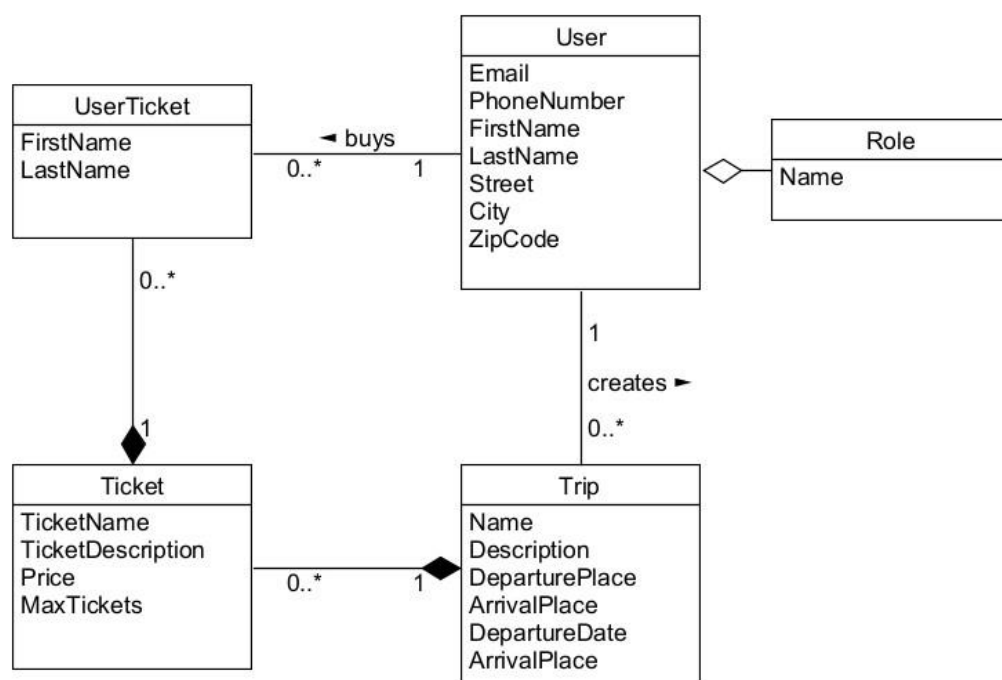 User
Email
PhoneNumber
FirstName
LastName
Street
City
ZipCode
UserTicket
FirstName
LastName
◄ buys
0..*
1
Role
Name
0..*
1
1
creates ►
0..*
Ticket
TicketName
TicketDescription
Price
MaxTickets
0..*
1
Trip
Name
Description
DeparturePlace
ArrivalPlace
DepartureDate
ArrivalPlace